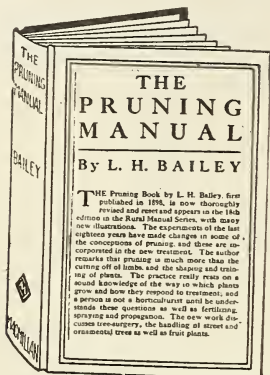 THE
PRUNING
MANUAL
BAILEY
MACMILLAN
THE
PRUNING
MANUAL
By L. H. BAILEY
THE Pruning Book by L. H. Bailey, first
published in 1898, is now thoroughly
revised and reset and appears in the 18th
edition in the Rural Manual Series, with many
new illustrations. The experiments of the last
eighteen years have made changes in some of
the conceptions of pruning, and these are in-
corporated in the new treatment. The author
remarks that pruning is much more than the
cutting off of limbs, and the shaping and train-
ing of plants. The practice really rests on a
sound knowledge of the way in which plants
grow and how they respond to treatment, and
a person is not a horticulturist until he under-
stands these questions as well as fertilizing,
spraying and propagation. The new work dis-
cusses tree-surgery, the handling of street and
ornamental trees as well as fruit plants.